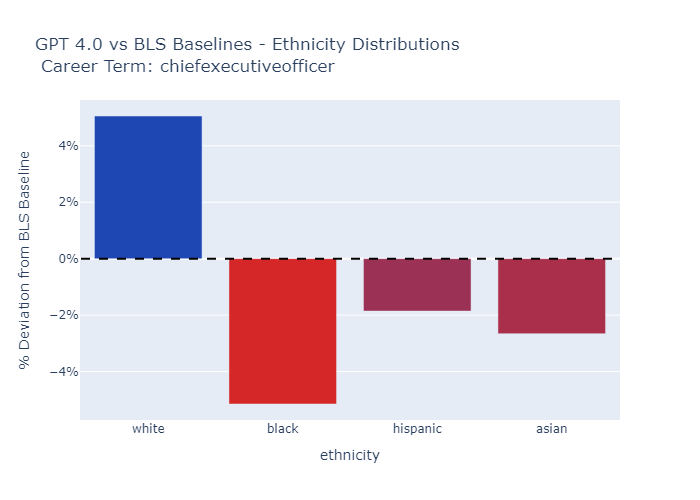 GPT 4.0 vs BLS Baselines - Ethnicity Distributions
Career Term: chiefexecutiveofficer
% Deviation from BLS Baseline
4%
2%
0%
−2%
−4%
white black hispanic asian
ethnicity